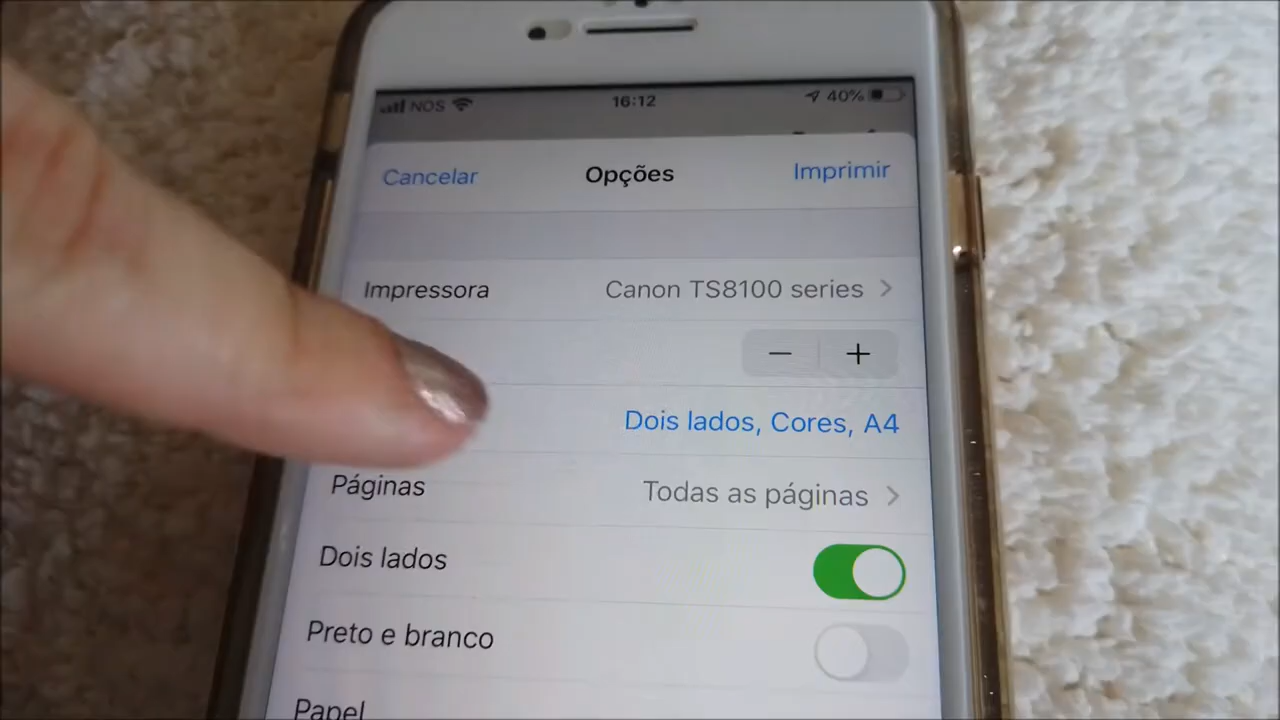 NOS 16:12 40%
Cancelar Opções Imprimir
Impressora Canon TS8100 series
− +
Dois lados, Cores, A4
Páginas Todas as páginas
Dois lados
Preto e branco
Papel